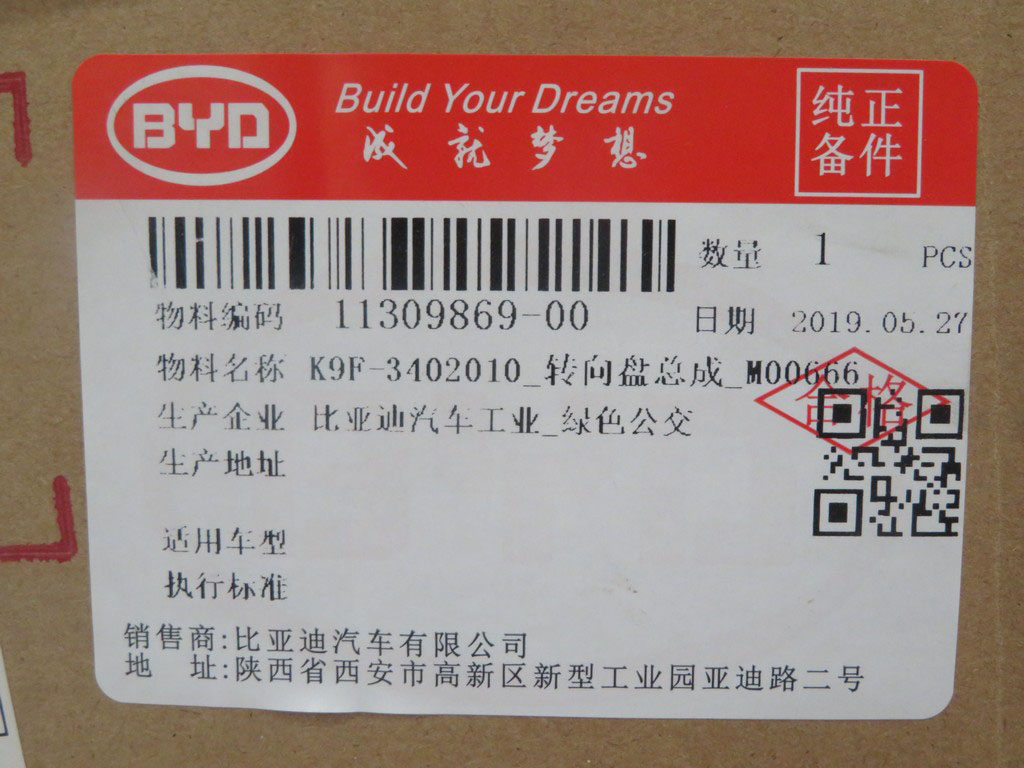 BYD
Build Your Dreams
成就梦想
纯正
备件
数量 1 PCS
物料编码 11309869-00
日期 2019.05.27
物料名称 K9F-3402010_转向盘总成_M00666
合格
生产企业 比亚迪汽车工业_绿色公交
生产地址
适用车型
执行标准
销售商:比亚迪汽车有限公司
地 址:陕西省西安市高新区新型工业园亚迪路二号